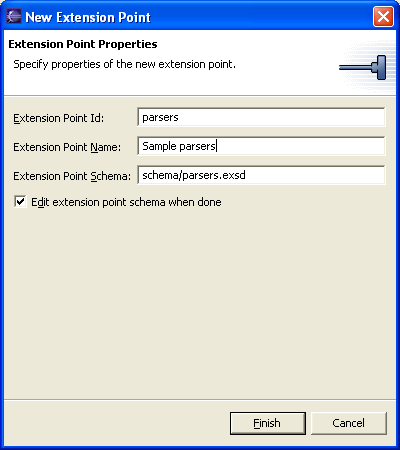 New Extension Point
Extension Point Properties
Specify properties of the new extension point.
Extension Point Id: parsers
Extension Point Name: Sample parsers
Extension Point Schema: schema/parsers.exsd
Edit extension point schema when done
Finish Cancel